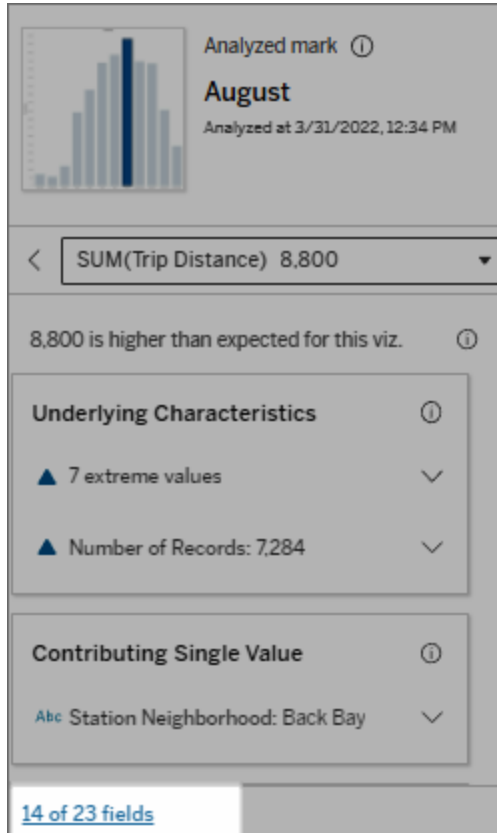 Analyzed mark
August
Analyzed at 3/31/2022, 12:34 PM
SUM(Trip Distance) 8,800
8,800 is higher than expected for this viz.
Underlying Characteristics
7 extreme values
Number of Records: 7,284
Contributing Single Value
Abc Station Neighborhood: Back Bay
14 of 23 fields